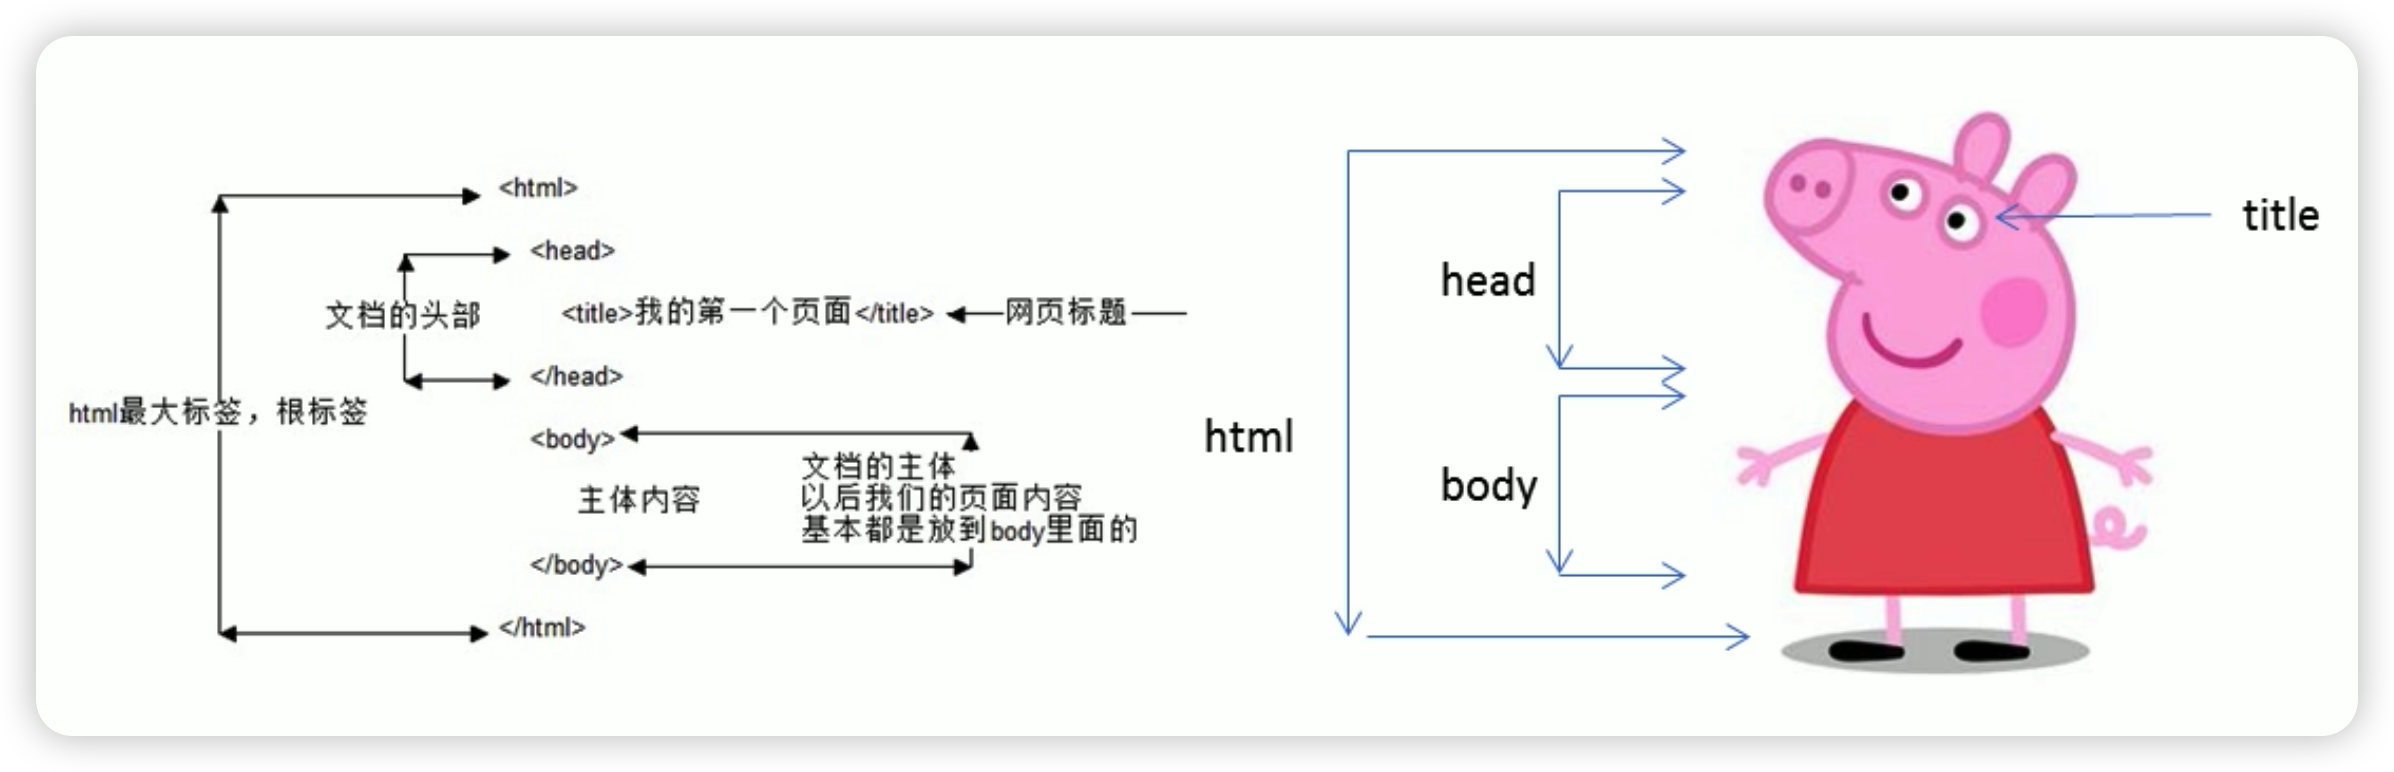 <html>
<head>
文档的头部
<title>我的第一个页面</title>
网页标题
</head>
html最大标签，根标签
<body>
文档的主体
主体内容
以后我们的页面内容
基本都是放到body里面的
</body>
</html>
title
head
html
body